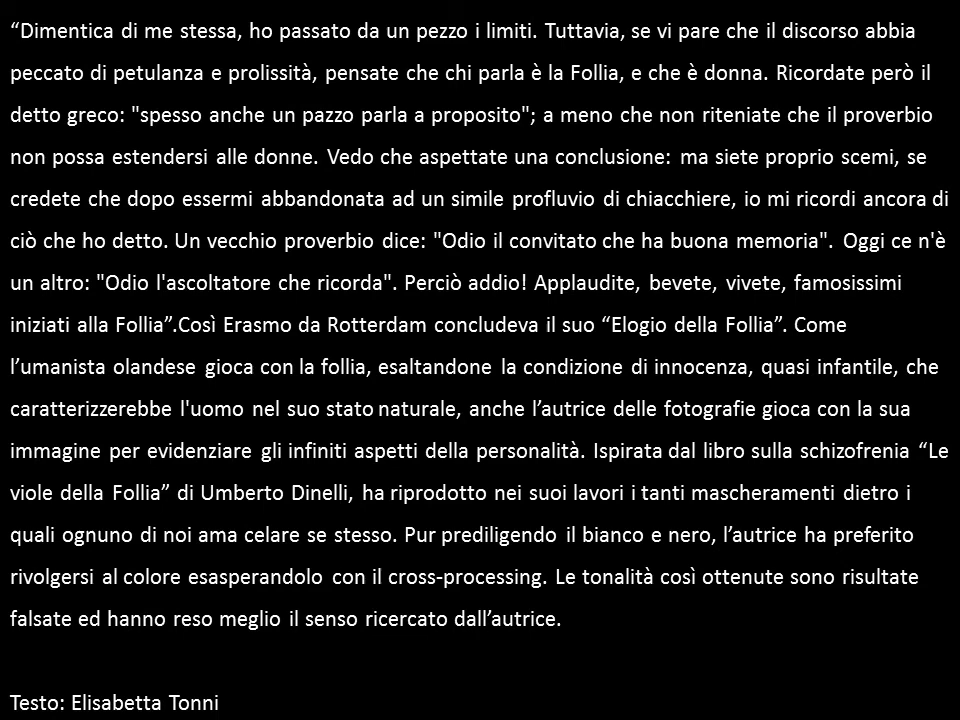 “Dimentica di me stessa, ho passato da un pezzo i limiti. Tuttavia, se vi pare che il discorso abbia
peccato di petulanza e prolissità, pensate che chi parla è la Follia, e che è donna. Ricordate però il
detto greco: "spesso anche un pazzo parla a proposito"; a meno che non riteniate che il proverbio
non possa estendersi alle donne. Vedo che aspettate una conclusione: ma siete proprio scemi, se
credete che dopo essermi abbandonata ad un simile profluvio di chiacchiere, io mi ricordi ancora di
ciò che ho detto. Un vecchio proverbio dice: "Odio il convitato che ha buona memoria". Oggi ce n'è
un altro: "Odio l'ascoltatore che ricorda". Perciò addio! Applaudite, bevete, vivete, famosissimi
iniziati alla Follia”.Così Erasmo da Rotterdam concludeva il suo “Elogio della Follia”. Come
l’umanista olandese gioca con la follia, esaltandone la condizione di innocenza, quasi infantile, che
caratterizzerebbe l'uomo nel suo stato naturale, anche l’autrice delle fotografie gioca con la sua
immagine per evidenziare gli infiniti aspetti della personalità. Ispirata dal libro sulla schizofrenia “Le
viole della Follia” di Umberto Dinelli, ha riprodotto nei suoi lavori i tanti mascheramenti dietro i
quali ognuno di noi ama celare se stesso. Pur prediligendo il bianco e nero, l’autrice ha preferito
rivolgersi al colore esasperandolo con il cross-processing. Le tonalità così ottenute sono risultate
falsate ed hanno reso meglio il senso ricercato dall’autrice.
Testo: Elisabetta Tonni